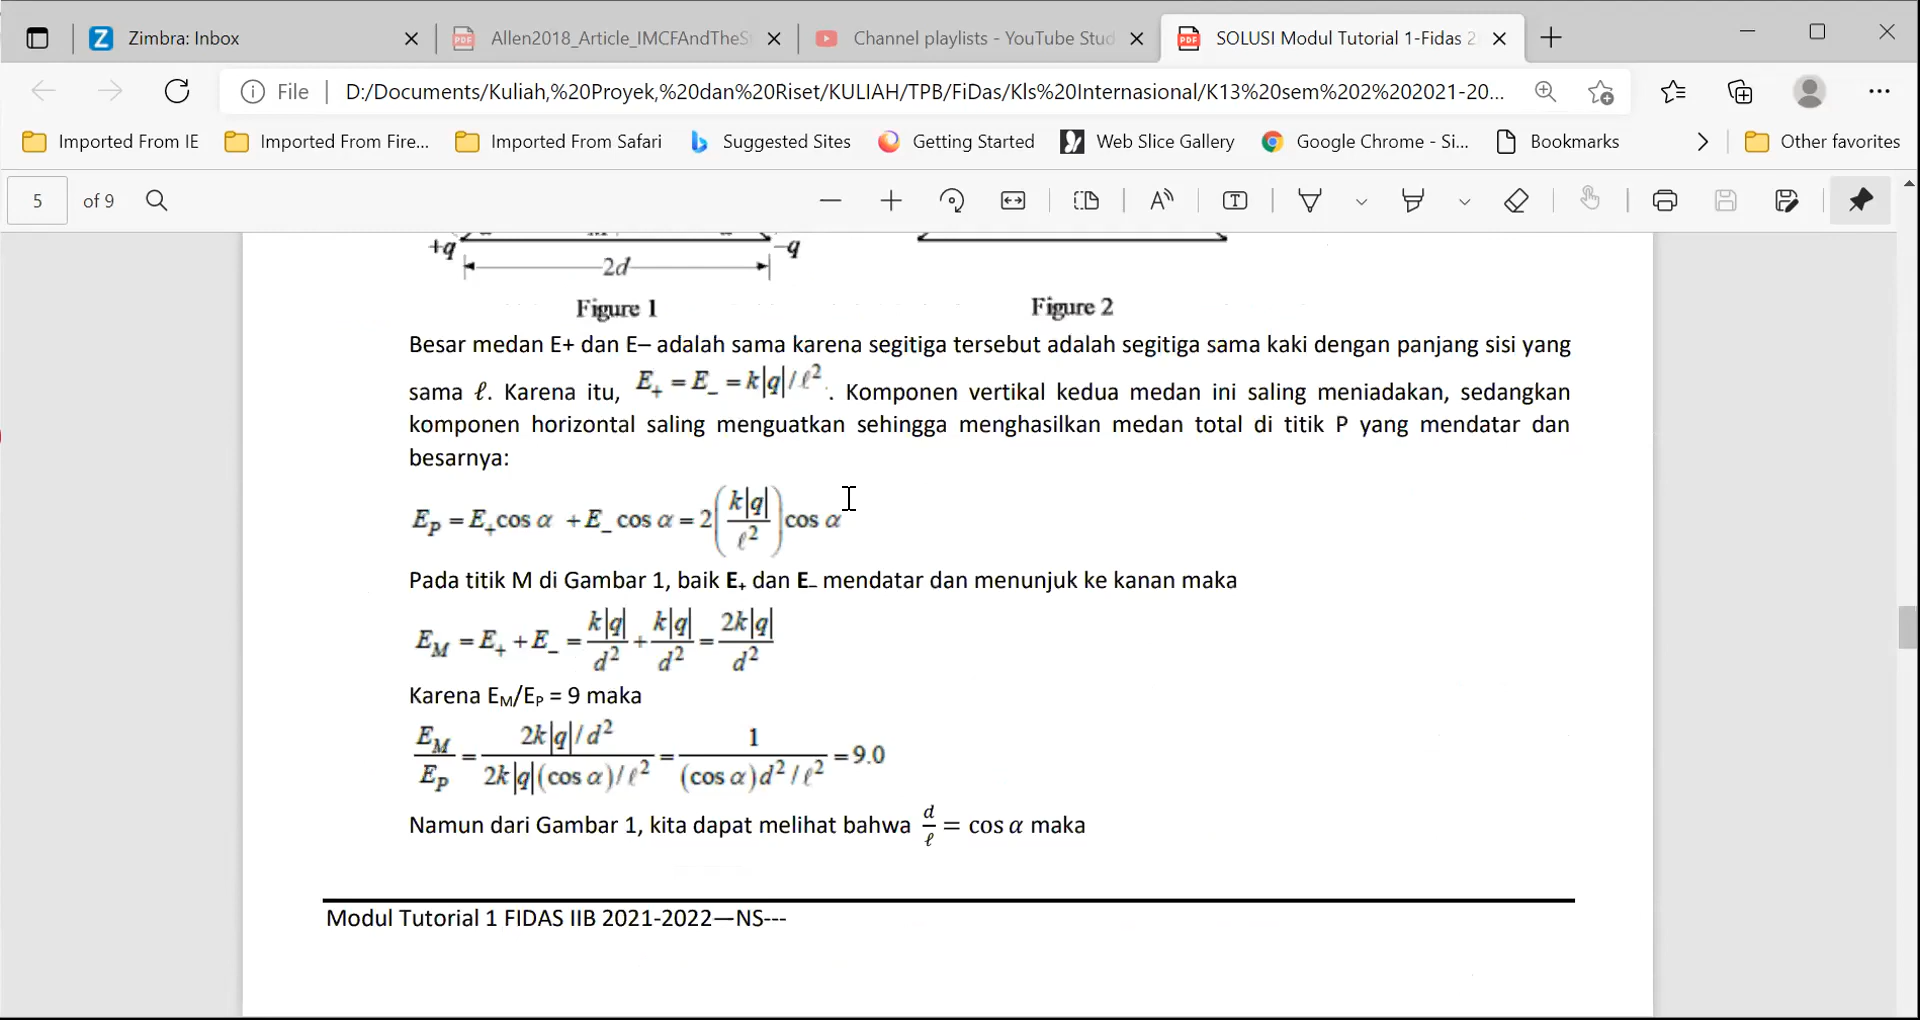 Zimbra: Inbox
Allen2018_Article_IMCFAndTheS
Channel playlists - YouTube Stud
SOLUSI Modul Tutorial 1-Fidas 2
File
D:/Documents/Kuliah,%20Proyek,%20dan%20Riset/KULIAH/TPB/FiDas/Kls%20Internasional/K13%20sem%202%202021-20...
Imported From IE
Imported From Fire...
Imported From Safari
Suggested Sites
Getting Started
Web Slice Gallery
Google Chrome - Si...
Bookmarks
Other favorites
5 of 9
+q
–q
2d
Figure 1
Figure 2
Besar medan E+ dan E– adalah sama karena segitiga tersebut adalah segitiga sama kaki dengan panjang sisi yang
sama ℓ. Karena itu, E₊ = E₋ = k|q|/ℓ². Komponen vertikal kedua medan ini saling meniadakan, sedangkan
komponen horizontal saling menguatkan sehingga menghasilkan medan total di titik P yang mendatar dan
besarnya:
E_P = E₊cos α + E₋ cos α = 2(k|q|/ℓ²)cos α
Pada titik M di Gambar 1, baik E₊ dan E₋ mendatar dan menunjuk ke kanan maka
E_M = E₊ + E₋ = k|q|/d² + k|q|/d² = 2k|q|/d²
Karena E_M/E_P = 9 maka
E_M/E_P = 2k|q|/d² / 2k|q|(cos α)/ℓ² = 1/(cos α)d²/ℓ² = 9.0
Namun dari Gambar 1, kita dapat melihat bahwa d/ℓ = cos α maka
Modul Tutorial 1 FIDAS IIB 2021-2022—NS---